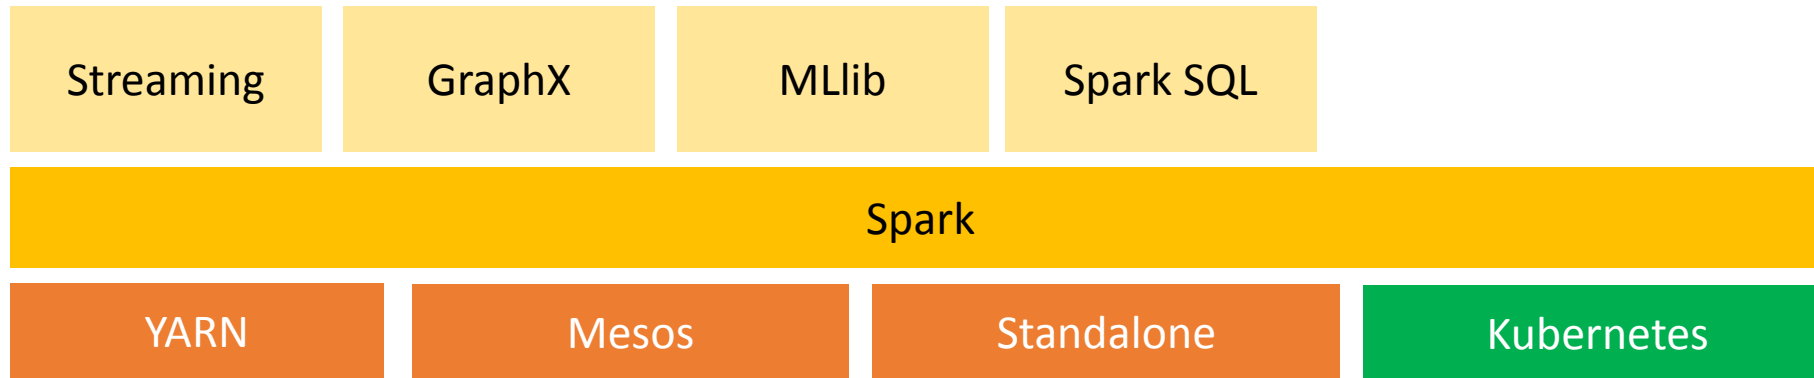 Streaming
GraphX
MLlib
Spark SQL
Spark
YARN
Mesos
Standalone
Kubernetes